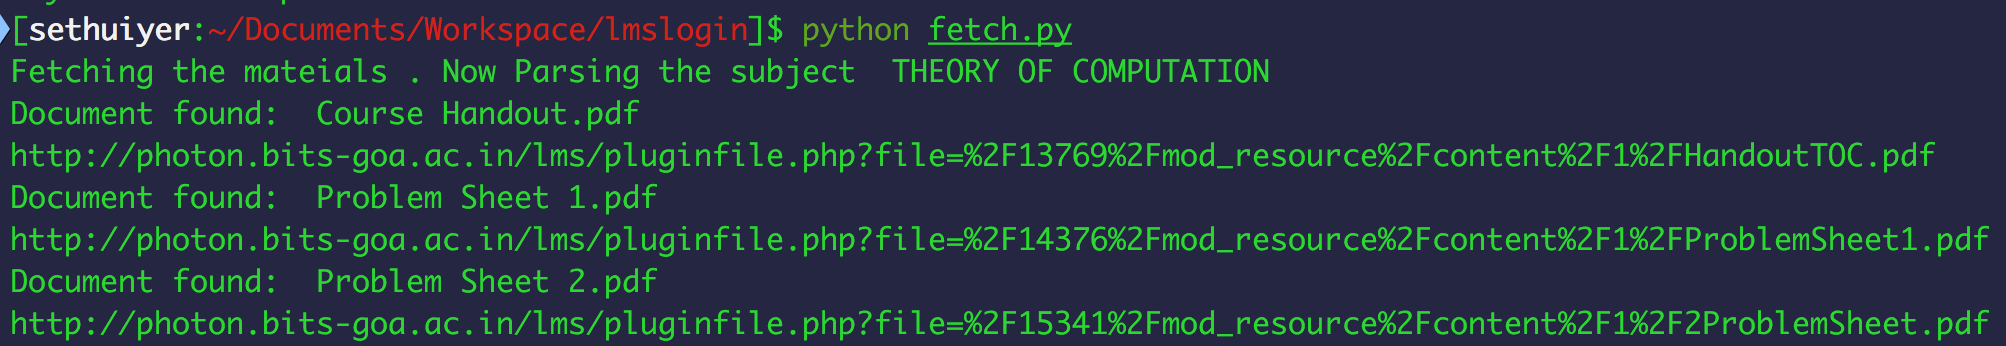 [sethuiyer:~/Documents/Workspace/lmslogin]$ python fetch.py
Fetching the mateials . Now Parsing the subject  THEORY OF COMPUTATION
Document found:  Course Handout.pdf
http://photon.bits-goa.ac.in/lms/pluginfile.php?file=%2F13769%2Fmod_resource%2Fcontent%2F1%2FHandoutTOC.pdf
Document found:  Problem Sheet 1.pdf
http://photon.bits-goa.ac.in/lms/pluginfile.php?file=%2F14376%2Fmod_resource%2Fcontent%2F1%2FProblemSheet1.pdf
Document found:  Problem Sheet 2.pdf
http://photon.bits-goa.ac.in/lms/pluginfile.php?file=%2F15341%2Fmod_resource%2Fcontent%2F1%2F2ProblemSheet.pdf